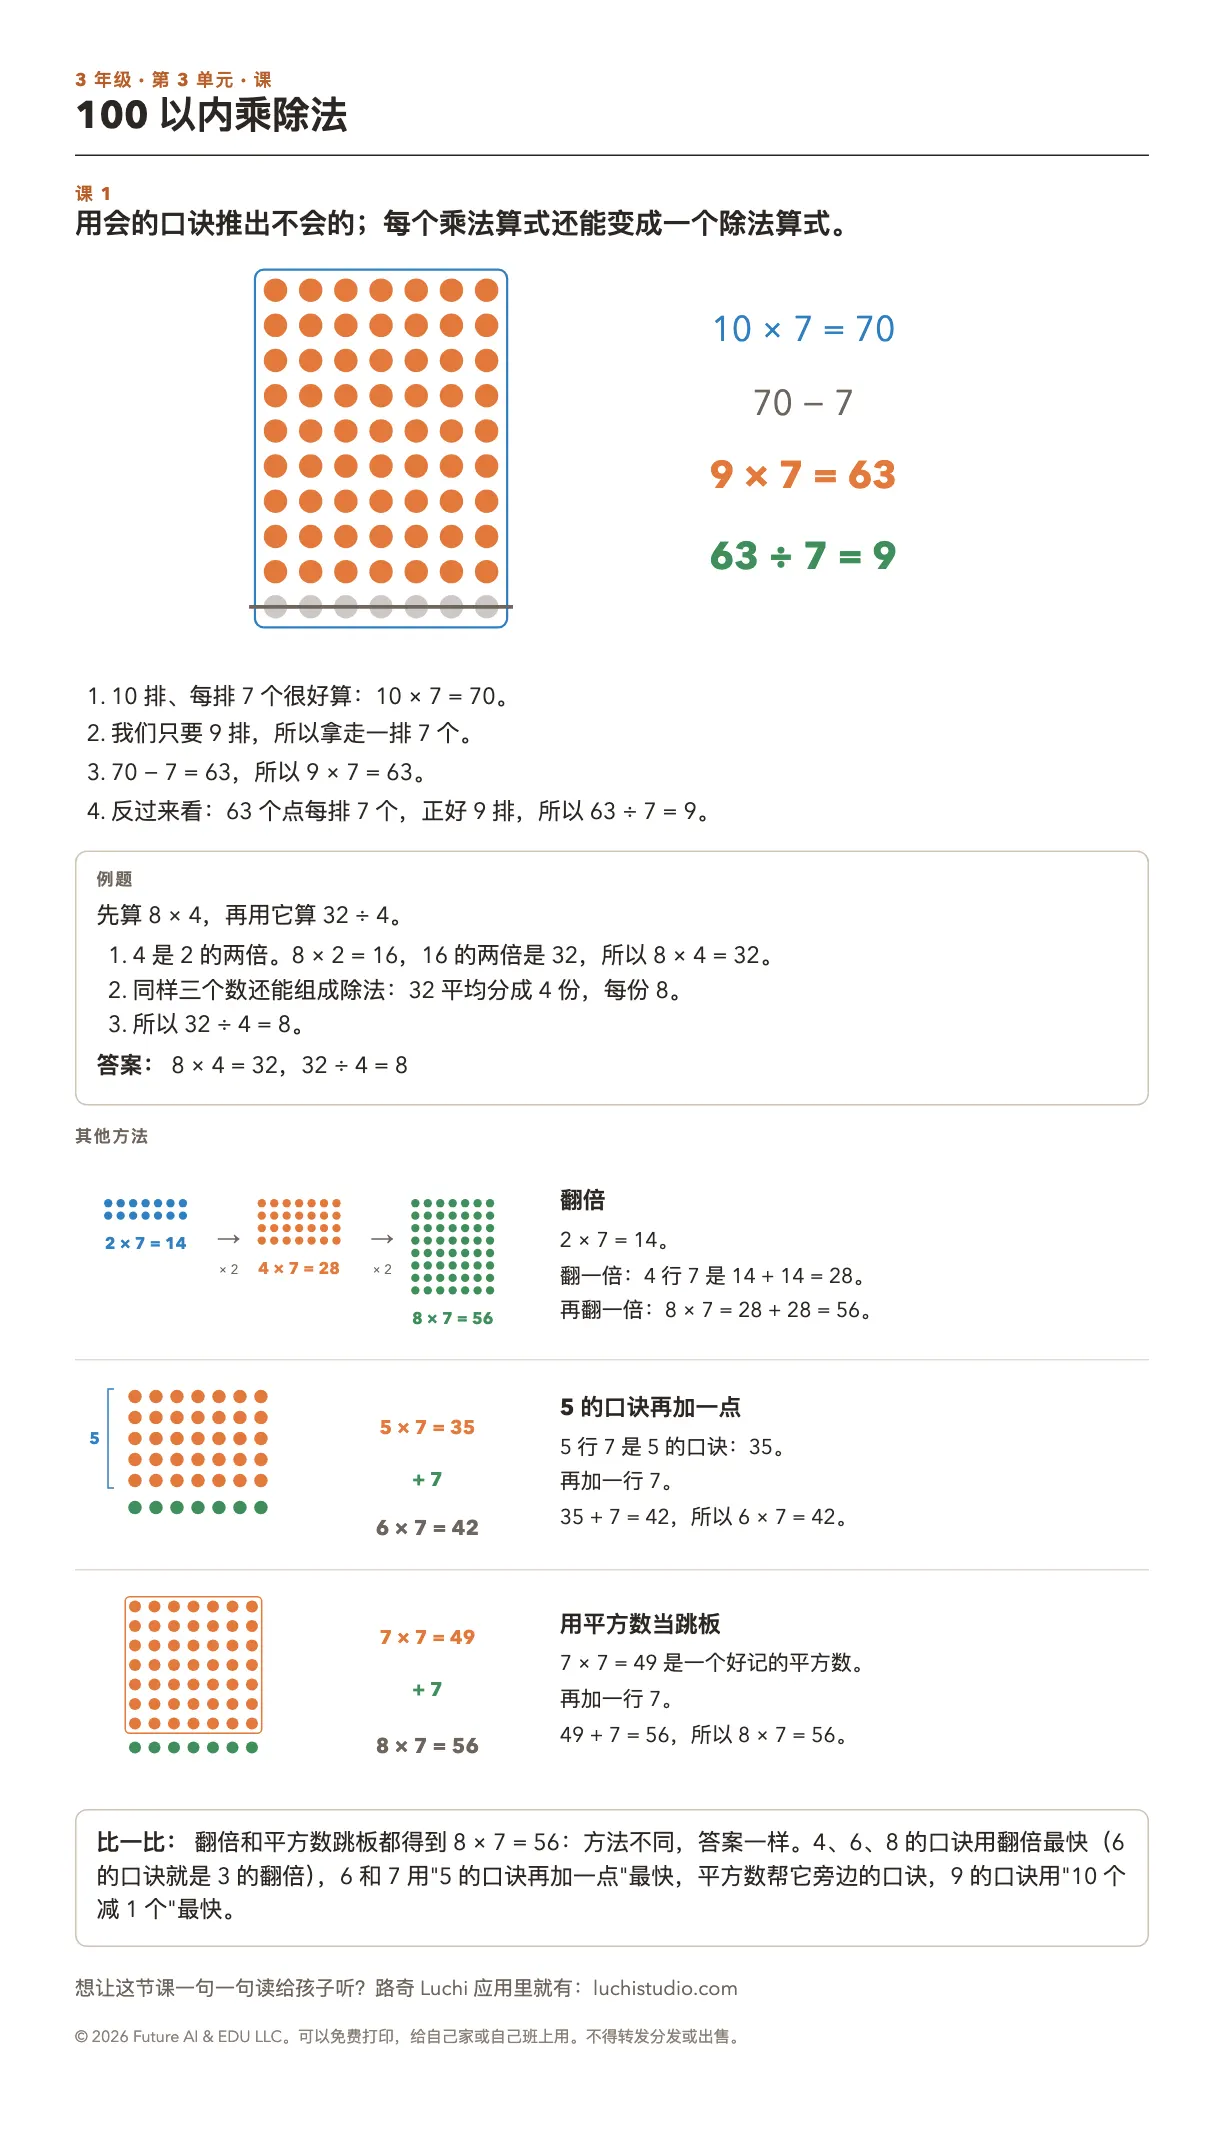 3 年级 · 第 3 单元 · 课
100 以内乘除法
课 1
用会的口诀推出不会的；每个乘法算式还能变成一个除法算式。
10 × 7 = 70
70 − 7
9 × 7 = 63
63 ÷ 7 = 9
1. 10 排、每排 7 个很好算：10 × 7 = 70。
2. 我们只要 9 排，所以拿走一排 7 个。
3. 70 − 7 = 63，所以 9 × 7 = 63。
4. 反过来看：63 个点每排 7 个，正好 9 排，所以 63 ÷ 7 = 9。
例题
先算 8 × 4，再用它算 32 ÷ 4。
1. 4 是 2 的两倍。8 × 2 = 16，16 的两倍是 32，所以 8 × 4 = 32。
2. 同样三个数还能组成除法：32 平均分成 4 份，每份 8。
3. 所以 32 ÷ 4 = 8。
答案： 8 × 4 = 32，32 ÷ 4 = 8
其他方法
2 × 7 = 14
→
× 2
4 × 7 = 28
→
× 2
8 × 7 = 56
翻倍
2 × 7 = 14。
翻一倍：4 行 7 是 14 + 14 = 28。
再翻一倍：8 × 7 = 28 + 28 = 56。
5
5 × 7 = 35
+ 7
6 × 7 = 42
5 的口诀再加一点
5 行 7 是 5 的口诀：35。
再加一行 7。
35 + 7 = 42，所以 6 × 7 = 42。
7 × 7 = 49
+ 7
8 × 7 = 56
用平方数当跳板
7 × 7 = 49 是一个好记的平方数。
再加一行 7。
49 + 7 = 56，所以 8 × 7 = 56。
比一比： 翻倍和平方数跳板都得到 8 × 7 = 56：方法不同，答案一样。4、6、8 的口诀用翻倍最快（6
的口诀就是 3 的翻倍），6 和 7 用"5 的口诀再加一点"最快，平方数帮它旁边的口诀，9 的口诀用"10 个
减 1 个"最快。
想让这节课一句一句读给孩子听？路奇 Luchi 应用里就有：luchistudio.com
© 2026 Future AI & EDU LLC。可以免费打印，给自己家或自己班上用。不得转发分发或出售。